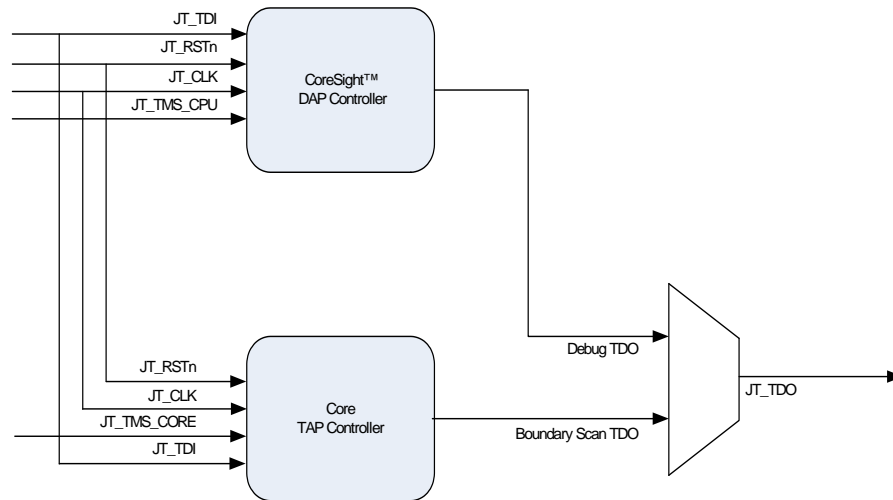 JT_TDI
JT_RSTn
JT_CLK
JT_TMS_CPU
CoreSight™
DAP Controller
Debug TDO
JT_TDO
JT_RSTn
JT_CLK
JT_TMS_CORE
JT_TDI
Core
TAP Controller
Boundary Scan TDO